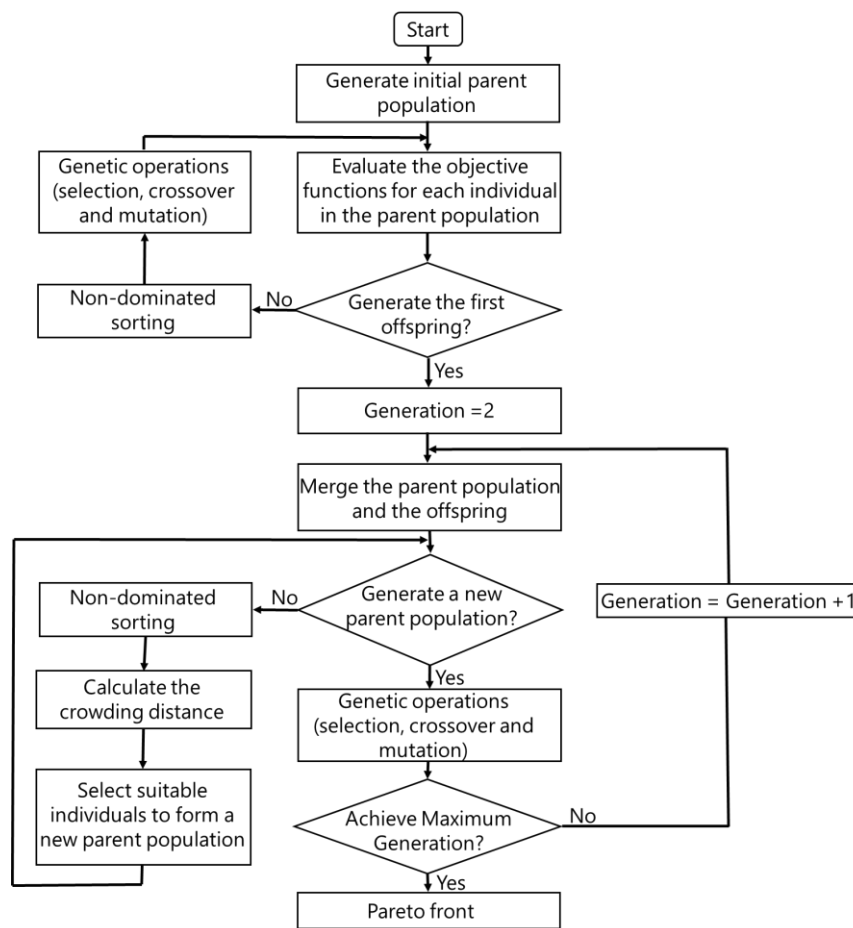 Start
Generate initial parent
population
Genetic operations
(selection, crossover
and mutation)
Evaluate the objective
functions for each individual
in the parent population
Non-dominated
sorting
No
Generate the first
offspring?
Yes
Generation =2
Merge the parent population
and the offspring
Non-dominated
sorting
No
Generate a new
parent population?
Generation = Generation +1
Yes
Calculate the
crowding distance
Genetic operations
(selection, crossover and
mutation)
Select suitable
individuals to form a
new parent population
Achieve Maximum
Generation?
No
Yes
Pareto front